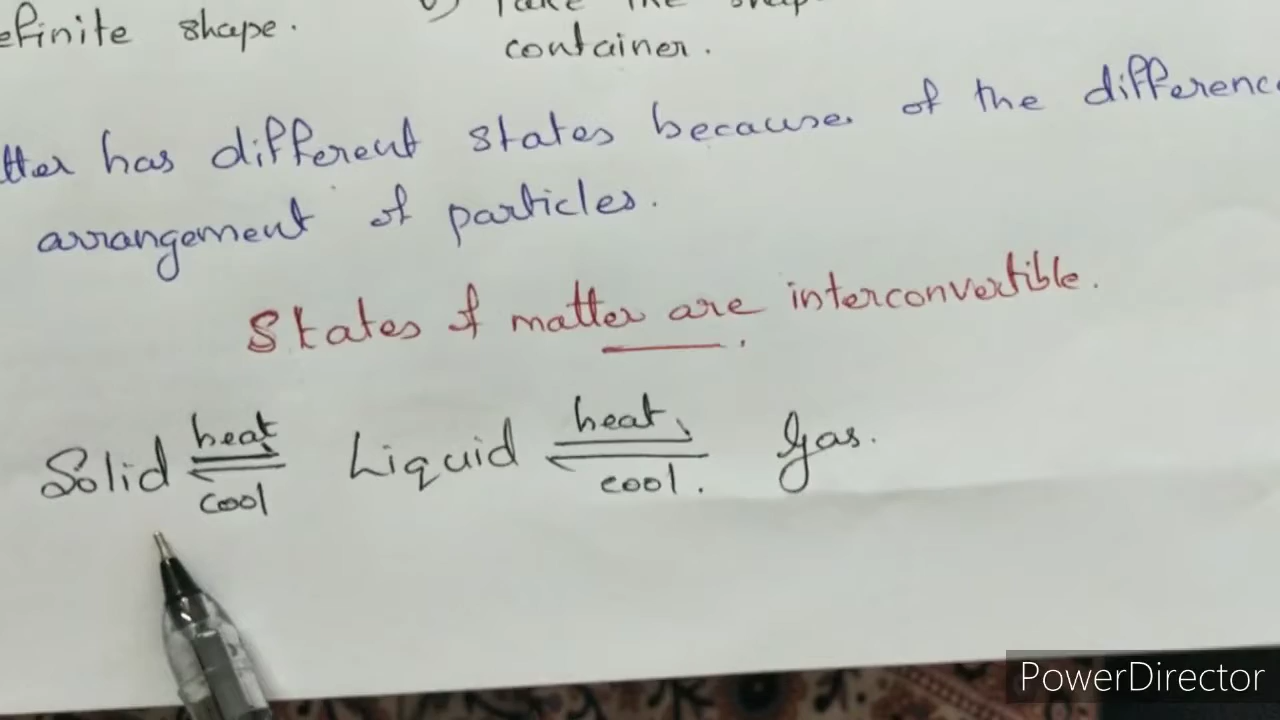 efinite shape.
container.
tter has different states because of the difference
arrangement of particles.
States of matter are interconvertible.
Solid heat cool Liquid heat cool. Gas.
PowerDirector